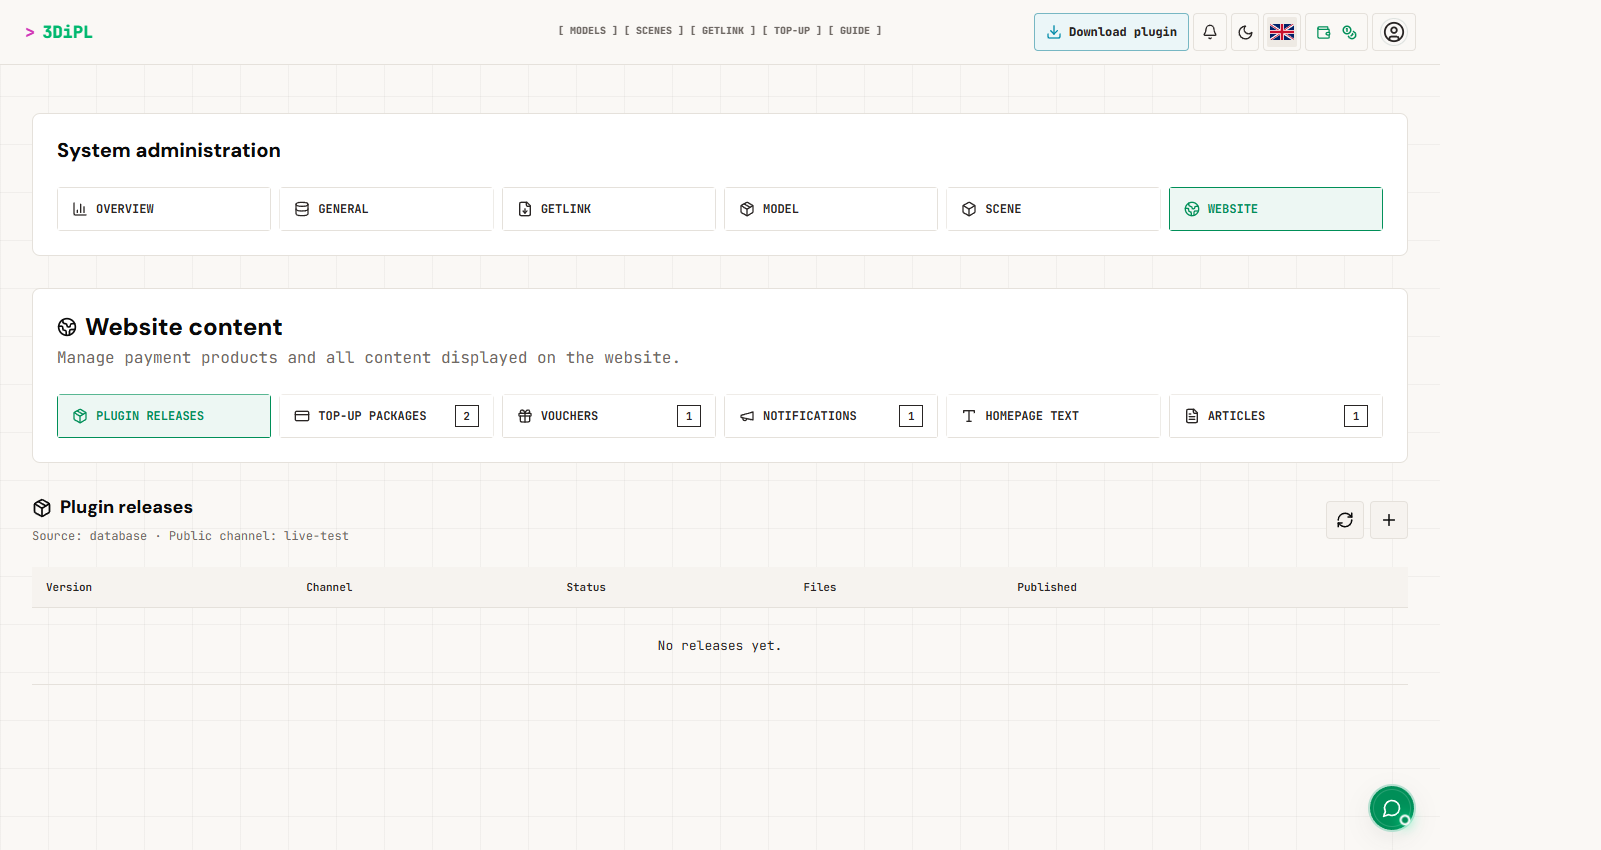 > 3DiPL
[ MODELS ] [ SCENES ] [ GETLINK ] [ TOP-UP ] [ GUIDE ]
Download plugin
System administration
OVERVIEW
GENERAL
GETLINK
MODEL
SCENE
WEBSITE
Website content
Manage payment products and all content displayed on the website.
PLUGIN RELEASES
TOP-UP PACKAGES 2
VOUCHERS 1
NOTIFICATIONS 1
HOMEPAGE TEXT
ARTICLES 1
Plugin releases
Source: database · Public channel: live-test
Version Channel Status Files Published
No releases yet.